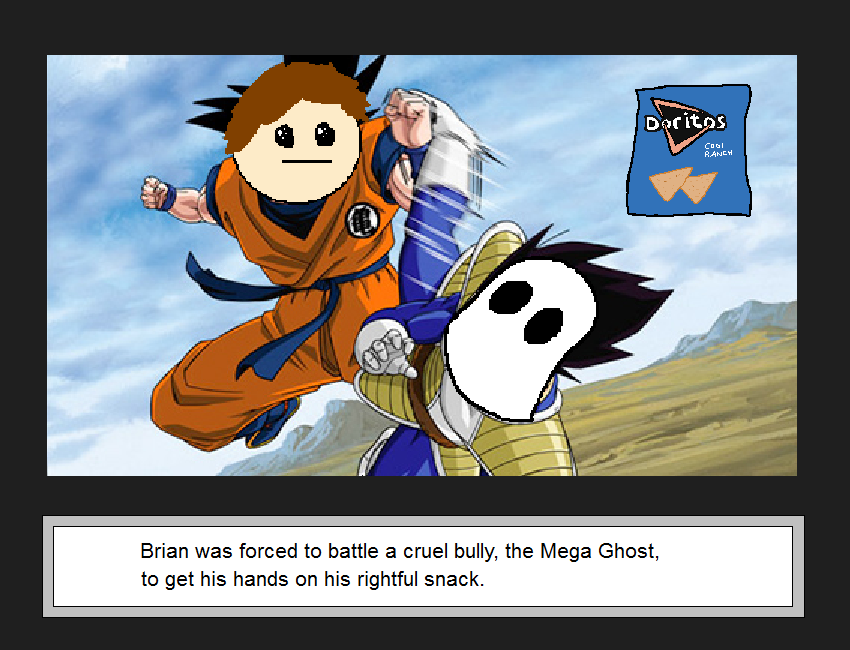 Doritos
COOl
RANCH
Brian was forced to battle a cruel bully, the Mega Ghost,
to get his hands on his rightful snack.